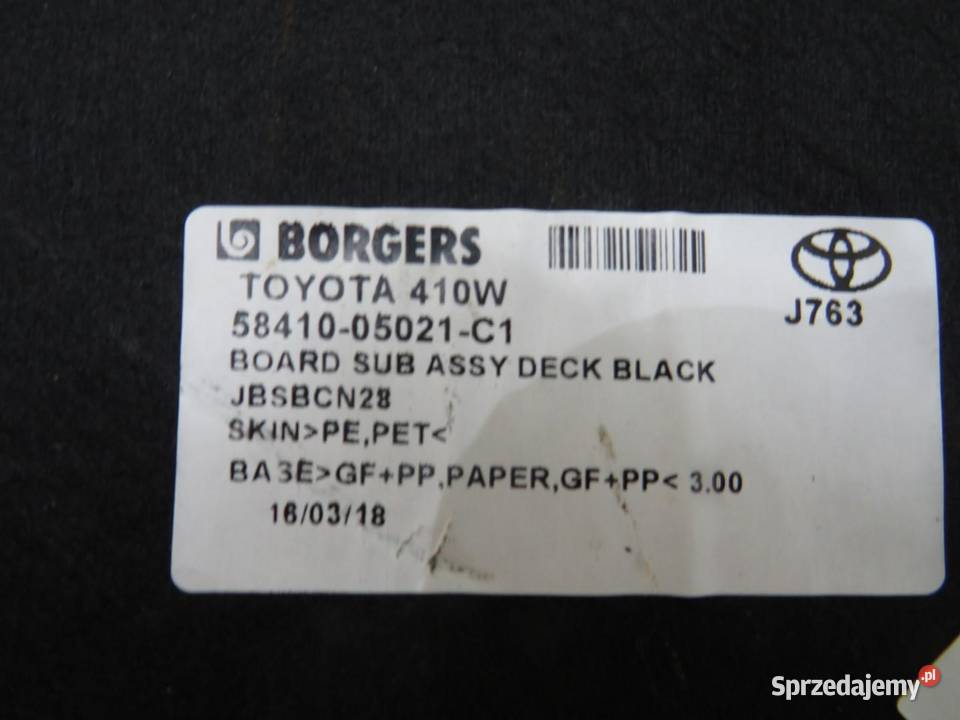 BORGERS
TOYOTA 410W
J763
58410-05021-C1
BOARD SUB ASSY DECK BLACK
JBSBCN28
SKIN>PE,PET<
BASE>GF+PP,PAPER,GF+PP< 3.00
16/03/18
Sprzedajemy.pl